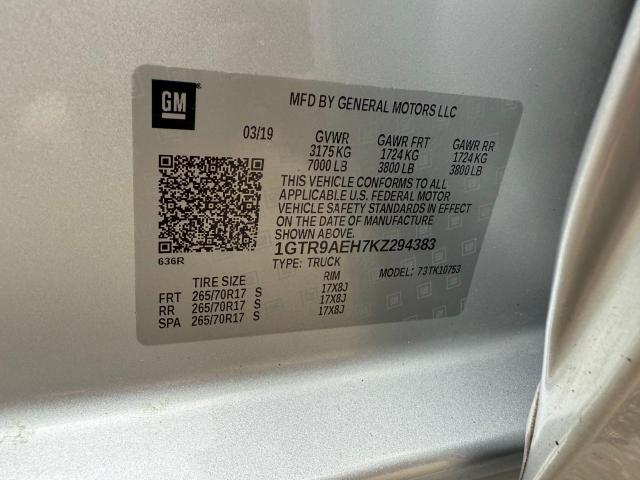 GM
MFD BY GENERAL MOTORS LLC
03/19 GVWR GAWR FRT GAWR RR
3175 KG 1724 KG 1724 KG
7000 LB 3800 LB 3800 LB
THIS VEHICLE CONFORMS TO ALL
APPLICABLE U.S. FEDERAL MOTOR
VEHICLE SAFETY STANDARDS IN EFFECT
ON THE DATE OF MANUFACTURE
636R
1GTR9AEH7KZ294383
TYPE: TRUCK MODEL: 73TK10753
TIRE SIZE RIM
FRT 265/70R17 S 17X8J
RR 265/70R17 S 17X8J
SPA 265/70R17 S 17X8J